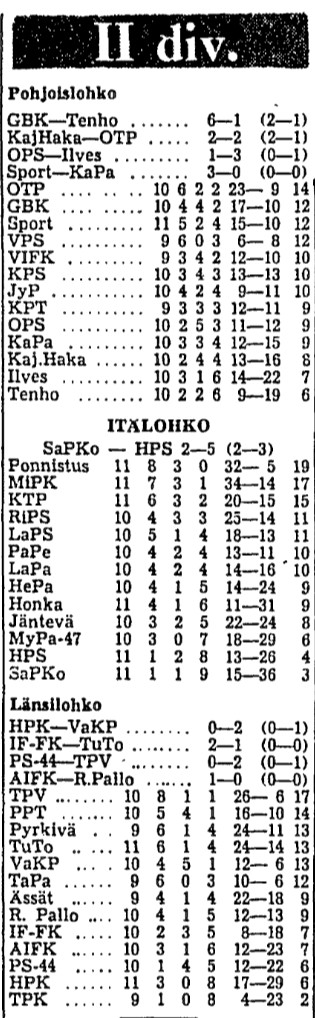 II div.
Pohjoislohko
GBK—Tenho ........ 6—1 (2—1)
KajHaka—OTP ...... 2—2 (2—1)
OPS—Ilves ......... 1—3 (0—1)
Sport—KaPa ....... 3—0 (0—0)
OTP .... .. .. 10 6 2 2 23— 9 14
GBK .......... 10 4 4 2 17—10 12
Sport ......... 11 5 2 4 15—10 12
VPS .......... 9 6 0 3 6— 8 12
VIFK ......... 9 3 4 2 12—10 10
KPS .......... 10 3 4 3 13—13 10
JyP ........... 10 4 2 4 9—11 10
KPT .......... 9 3 3 3 12—11 9
OPS .......... 10 2 5 3 11—12 9
KaPa ......... 10 3 3 4 12—15 9
Kaj.Haka ...... 10 2 4 4 13—16 8
Ilves .......... 10 3 1 6 14—22 7
Tenho ......... 10 2 2 6 9—19 6
ITÄLOHKO
SaPKo — HPS 2—5 (2—3)
Ponnistus 11 8 3 0 32— 5 19
MiPK 11 7 3 1 34—14 17
KTP 11 6 3 2 20—15 15
RiPS 10 4 3 3 25—14 11
LaPS 10 5 1 4 18—13 11
PaPe 10 4 2 4 13—11 10
LaPa 10 4 2 4 14—16 10
HePa 10 4 1 5 14—24 9
Honka 11 4 1 6 11—31 9
Jäntevä 10 3 2 5 22—24 8
MyPa-47 10 3 0 7 18—29 6
HPS 11 1 2 8 13—26 4
SaPKo 11 1 1 9 15—36 3
Länsilohko
HPK—VaKP ........ 0—2 (0—1)
IF-FK—TuTo ....... 2—1 (0—0)
PS-44—TPV ....... 0—2 (0—1)
AIFK—R.Pallo ...... 1—0 (0—0)
TPV ....... 10 8 1 1 26— 6 17
PPT ....... 10 5 4 1 16—10 14
Pyrkivä . . 9 6 1 4 24—11 13
TuTo .. .. 11 6 1 4 24—14 13
VaKP ... .. 10 4 5 1 12— 6 13
TaPa ...... 9 6 0 3 10— 6 12
Ässät ...... 9 4 1 4 22—18 9
R. Pallo .... 10 4 1 5 12—13 9
IF-FK ..... 10 2 3 5 8—18 7
AIFK ..... 10 3 1 6 12—23 7
PS-44 ..... 10 1 4 5 12—22 6
HPK ...... 11 3 0 8 17—29 6
TPK ...... 9 1 0 8 4—23 2